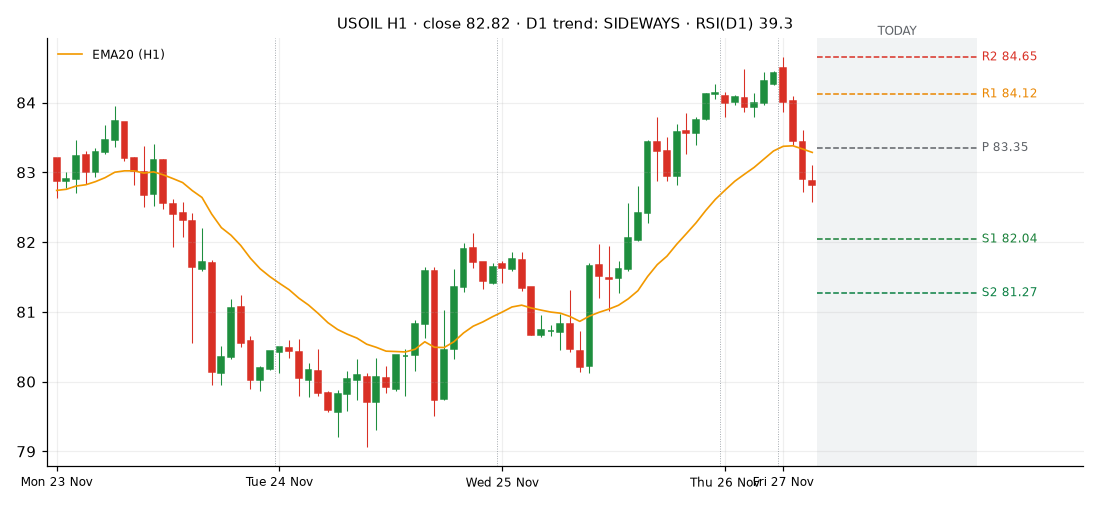 USOIL H1 · close 82.82 · D1 trend: SIDEWAYS · RSI(D1) 39.3
TODAY
EMA20 (H1)
R2 84.65
R1 84.12
P 83.35
S1 82.04
S2 81.27
84
83
82
81
80
79
Mon 23 Nov
Tue 24 Nov
Wed 25 Nov
Thu 26 Nov
Fri 27 Nov